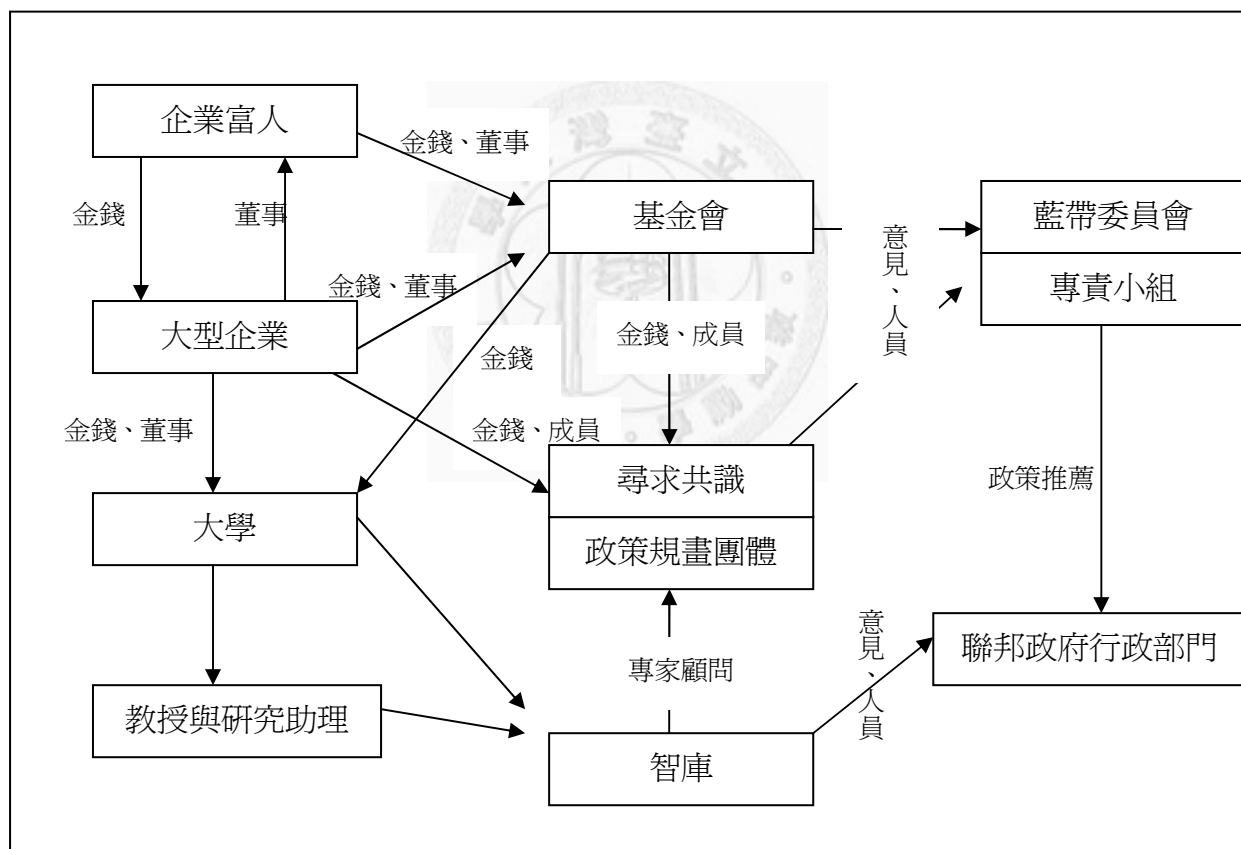 企業富人
金錢、董事
金錢
董事
基金會
藍帶委員會
專責小組
意見、人員
金錢、董事
大型企業
金錢
金錢、成員
金錢、董事
金錢、成員
尋求共識
政策規畫團體
政策推薦
大學
專家顧問
意見、人員
聯邦政府行政部門
教授與研究助理
智庫